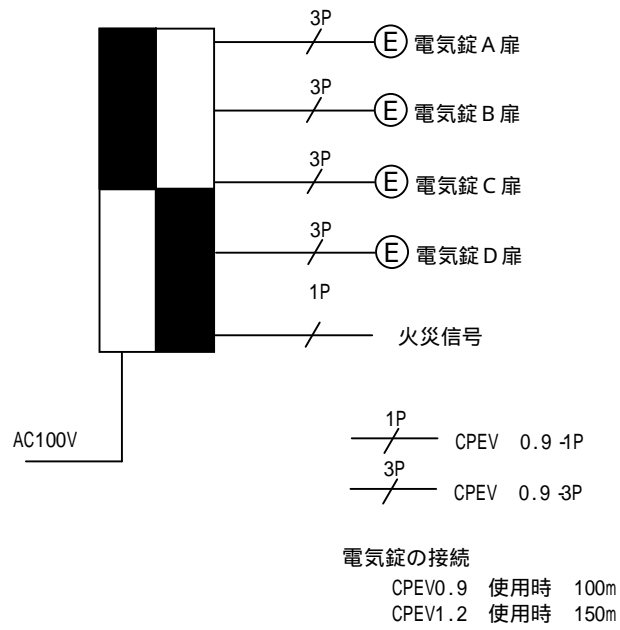 3P
E 電気錠A扉
3P
E 電気錠B扉
3P
E 電気錠C扉
3P
E 電気錠D扉
1P
火災信号
AC100V
1P
CPEV 0.9-1P
3P
CPEV 0.9-3P
電気錠の接続
CPEV0.9 使用時 100m
CPEV1.2 使用時 150m